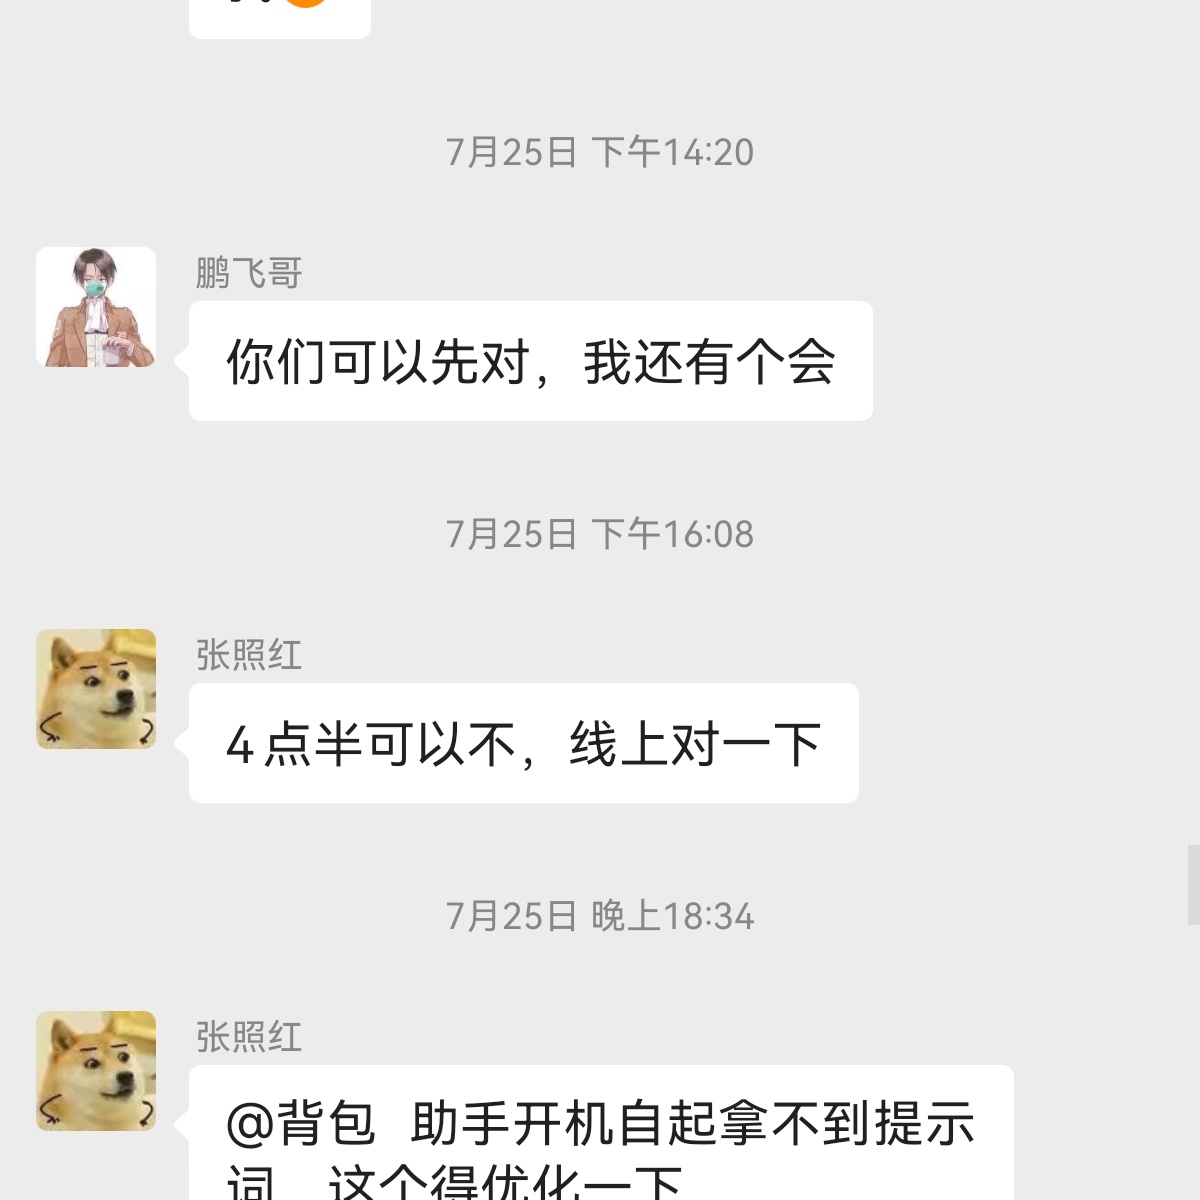 7月25日 下午14:20
鹏飞哥
你们可以先对，我还有个会
7月25日 下午16:08
张照红
4点半可以不，线上对一下
7月25日 晚上18:34
张照红
@背包 助手开机自起拿不到提示
词，这个得优化一下